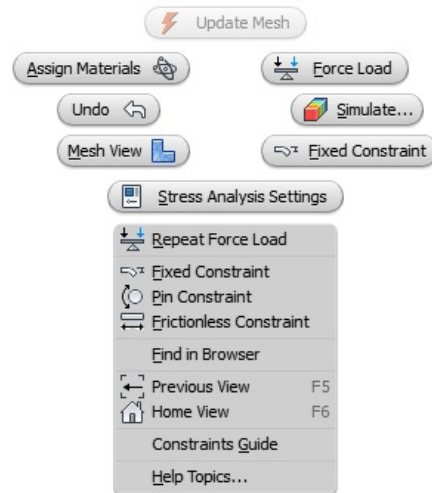 Update Mesh
Assign Materials Force Load
Undo Simulate...
Mesh View Fixed Constraint
Stress Analysis Settings
Repeat Force Load
Fixed Constraint
Pin Constraint
Frictionless Constraint
Find in Browser
Previous View F5
Home View F6
Constraints Guide
Help Topics...